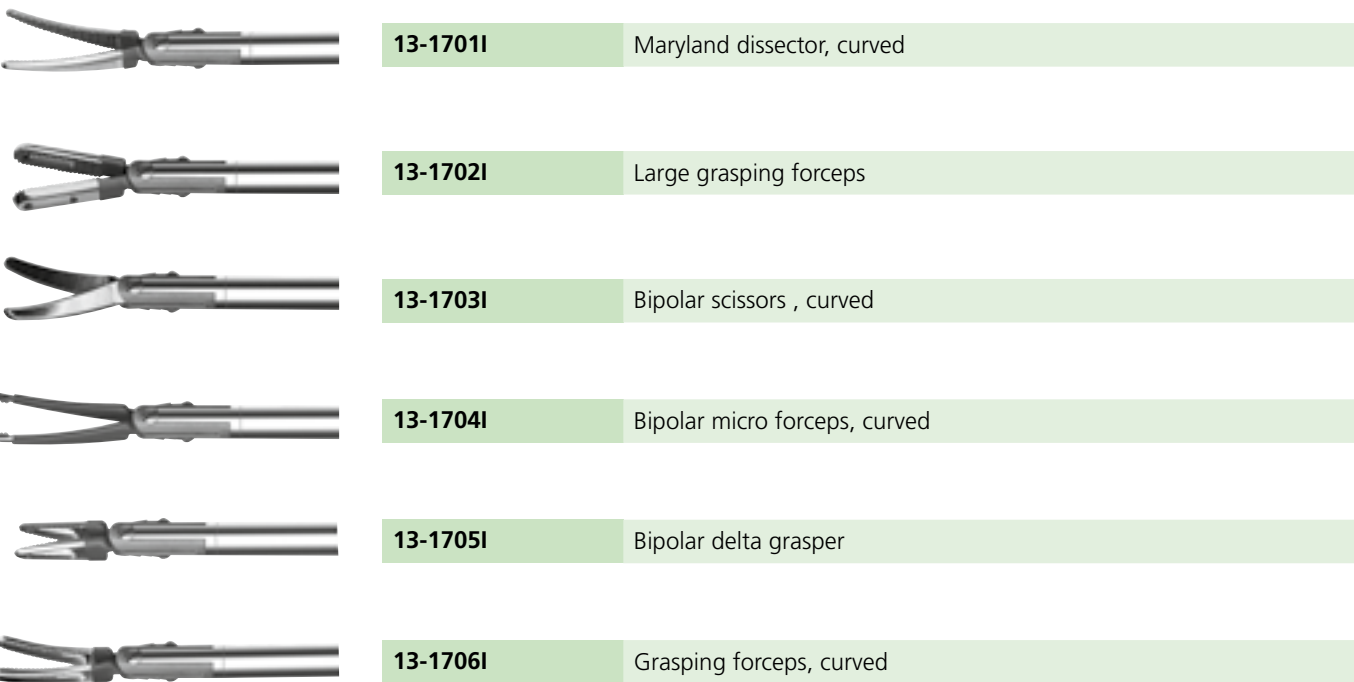 13-1701I Maryland dissector, curved
13-1702I Large grasping forceps
13-1703I Bipolar scissors , curved
13-1704I Bipolar micro forceps, curved
13-1705I Bipolar delta grasper
13-1706I Grasping forceps, curved